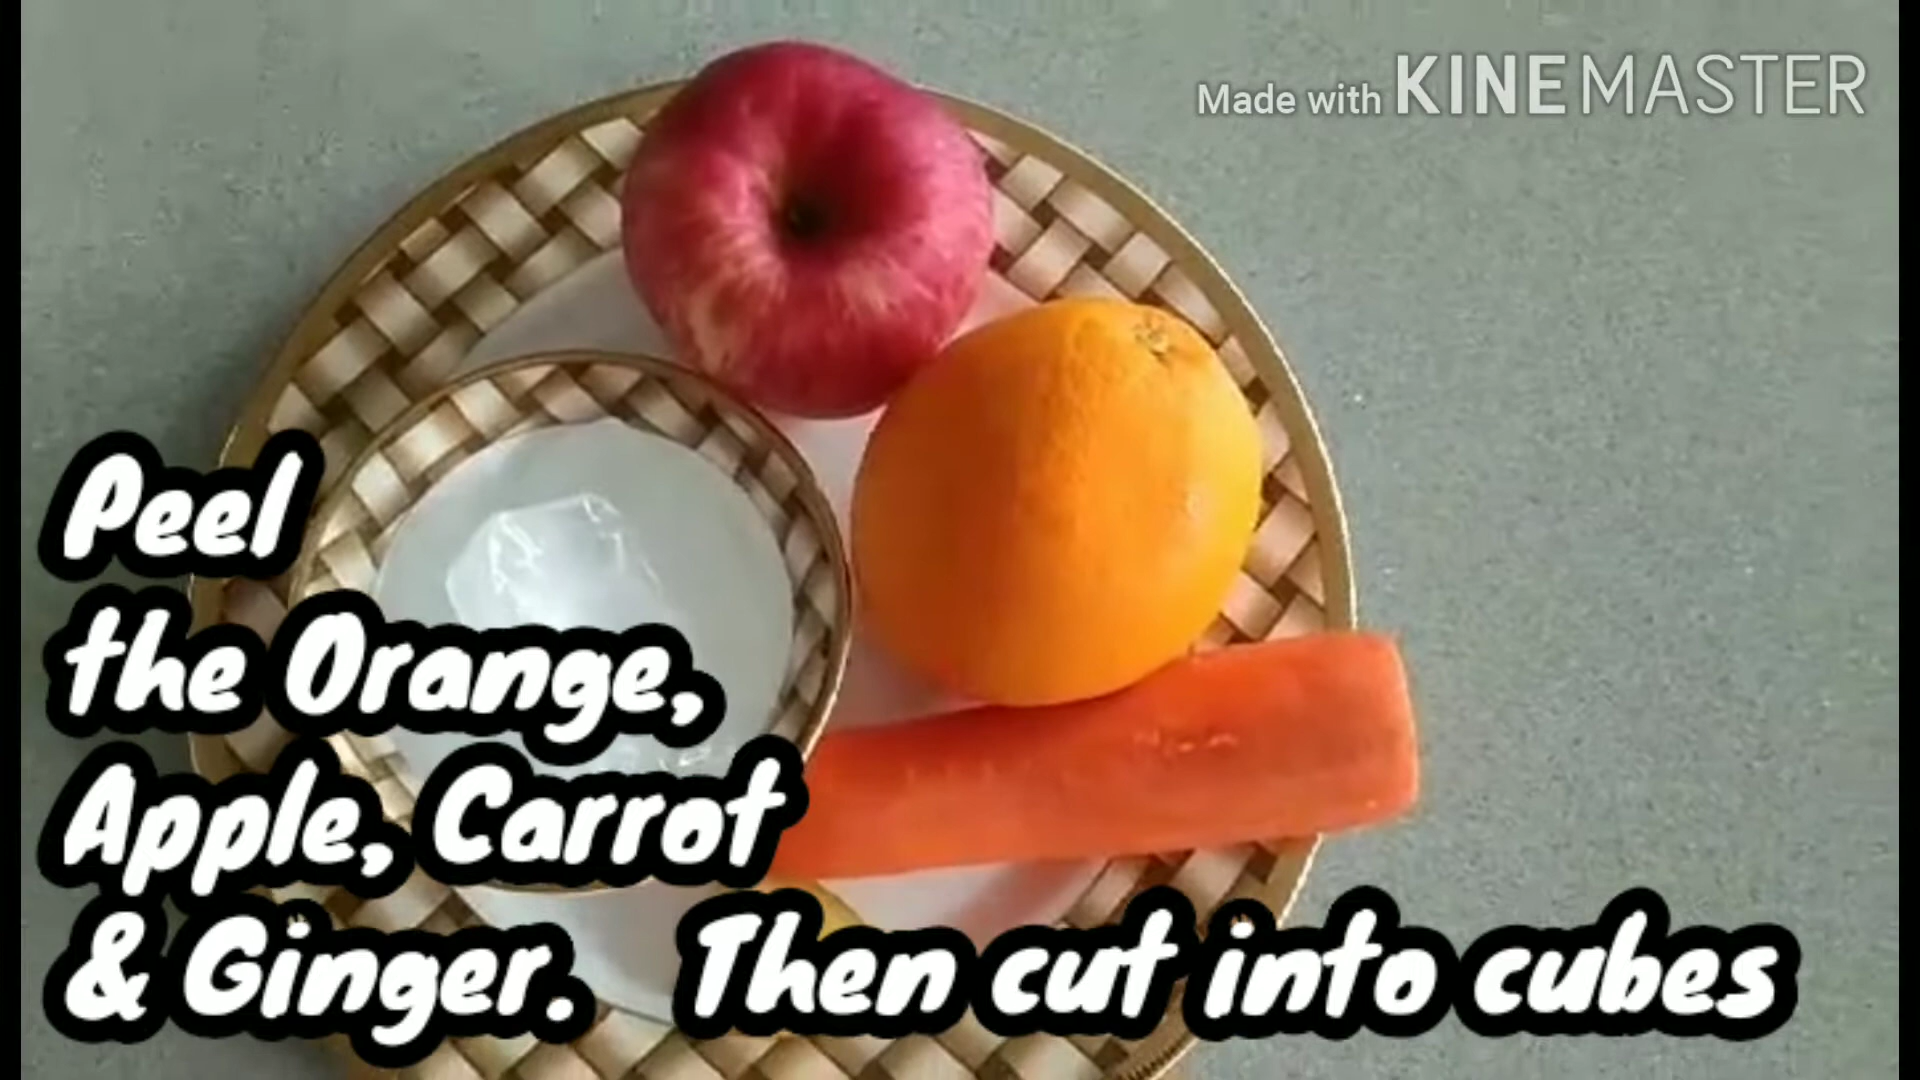 Made with KINEMASTER
Peel
the Orange,
Apple, Carrot
& Ginger. Then cut into cubes